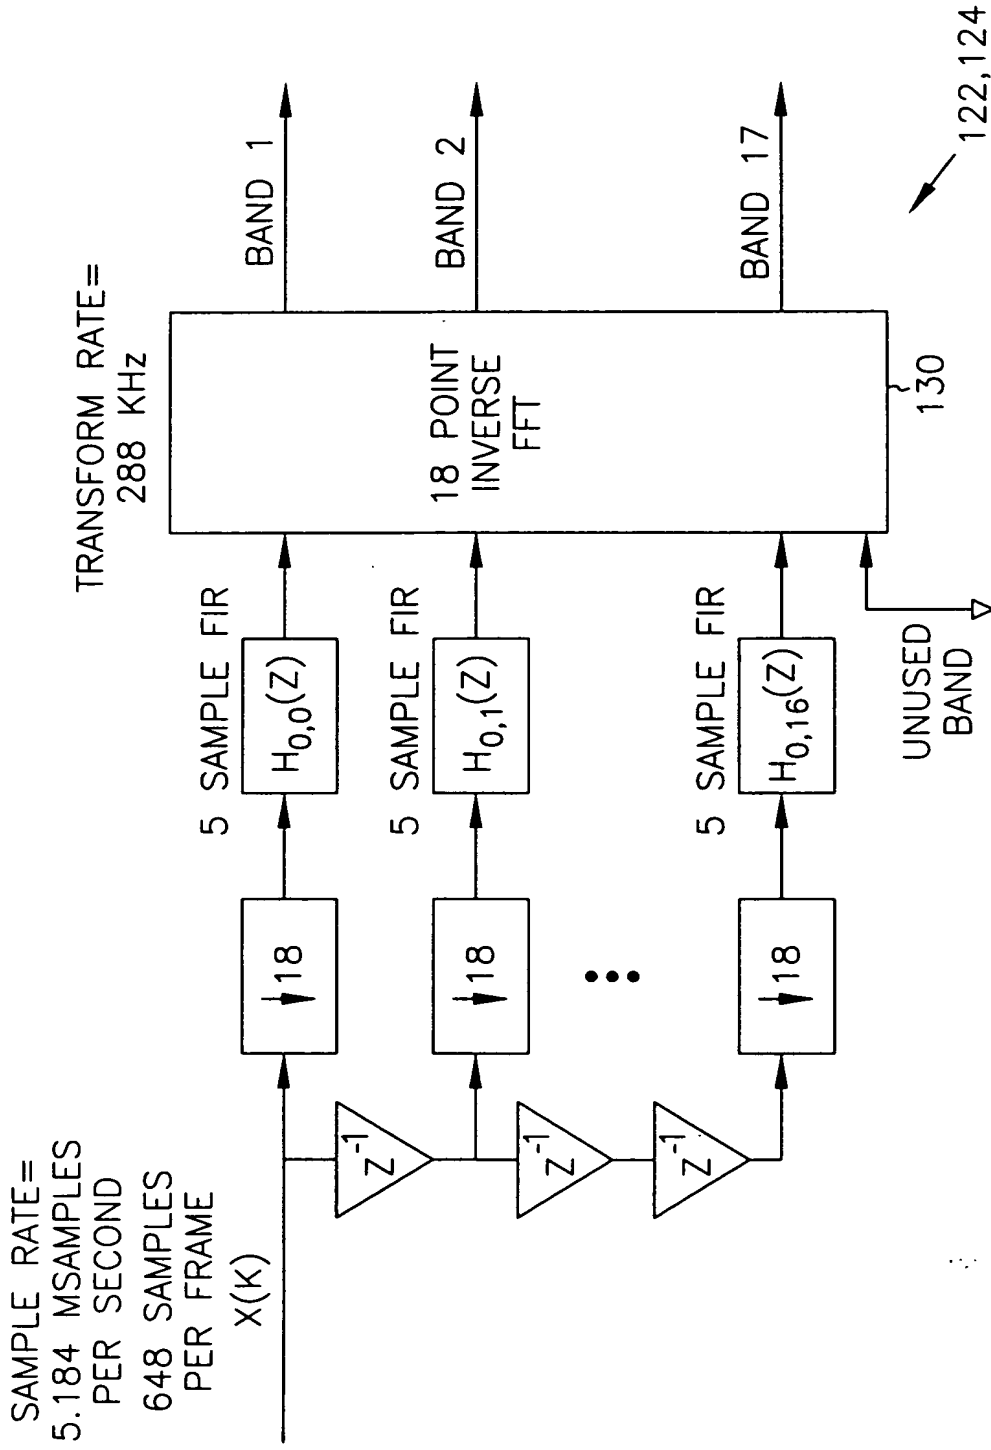 SAMPLE RATE=
5.184 MSAMPLES
PER SECOND
648 SAMPLES
PER FRAME
X(K)
Z⁻¹
Z⁻¹
Z⁻¹
↓18
↓18
↓18
5 SAMPLE FIR
H₀,₀(Z)
5 SAMPLE FIR
H₀,₁(Z)
5 SAMPLE FIR
H₀,₁₆(Z)
UNUSED
BAND
TRANSFORM RATE=
288 KHz
18 POINT
INVERSE
FFT
130
BAND 1
BAND 2
BAND 17
122,124